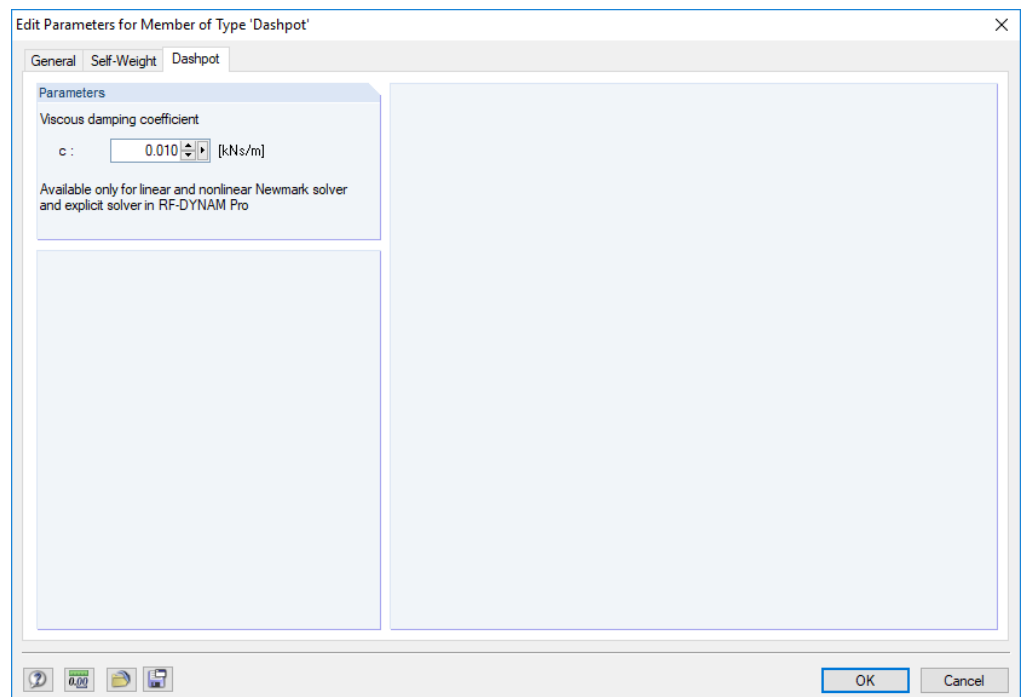 Edit Parameters for Member of Type 'Dashpot'
General Self-Weight Dashpot
Parameters
Viscous damping coefficient
c : 0.010 [kNs/m]
Available only for linear and nonlinear Newmark solver
and explicit solver in RF-DYNAM Pro
0.00
OK Cancel